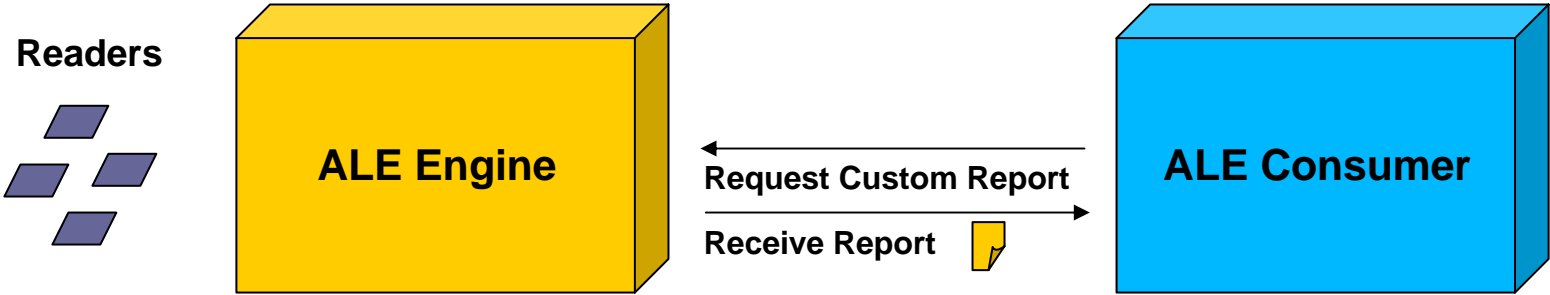 Readers
ALE Engine
Request Custom Report
Receive Report
ALE Consumer